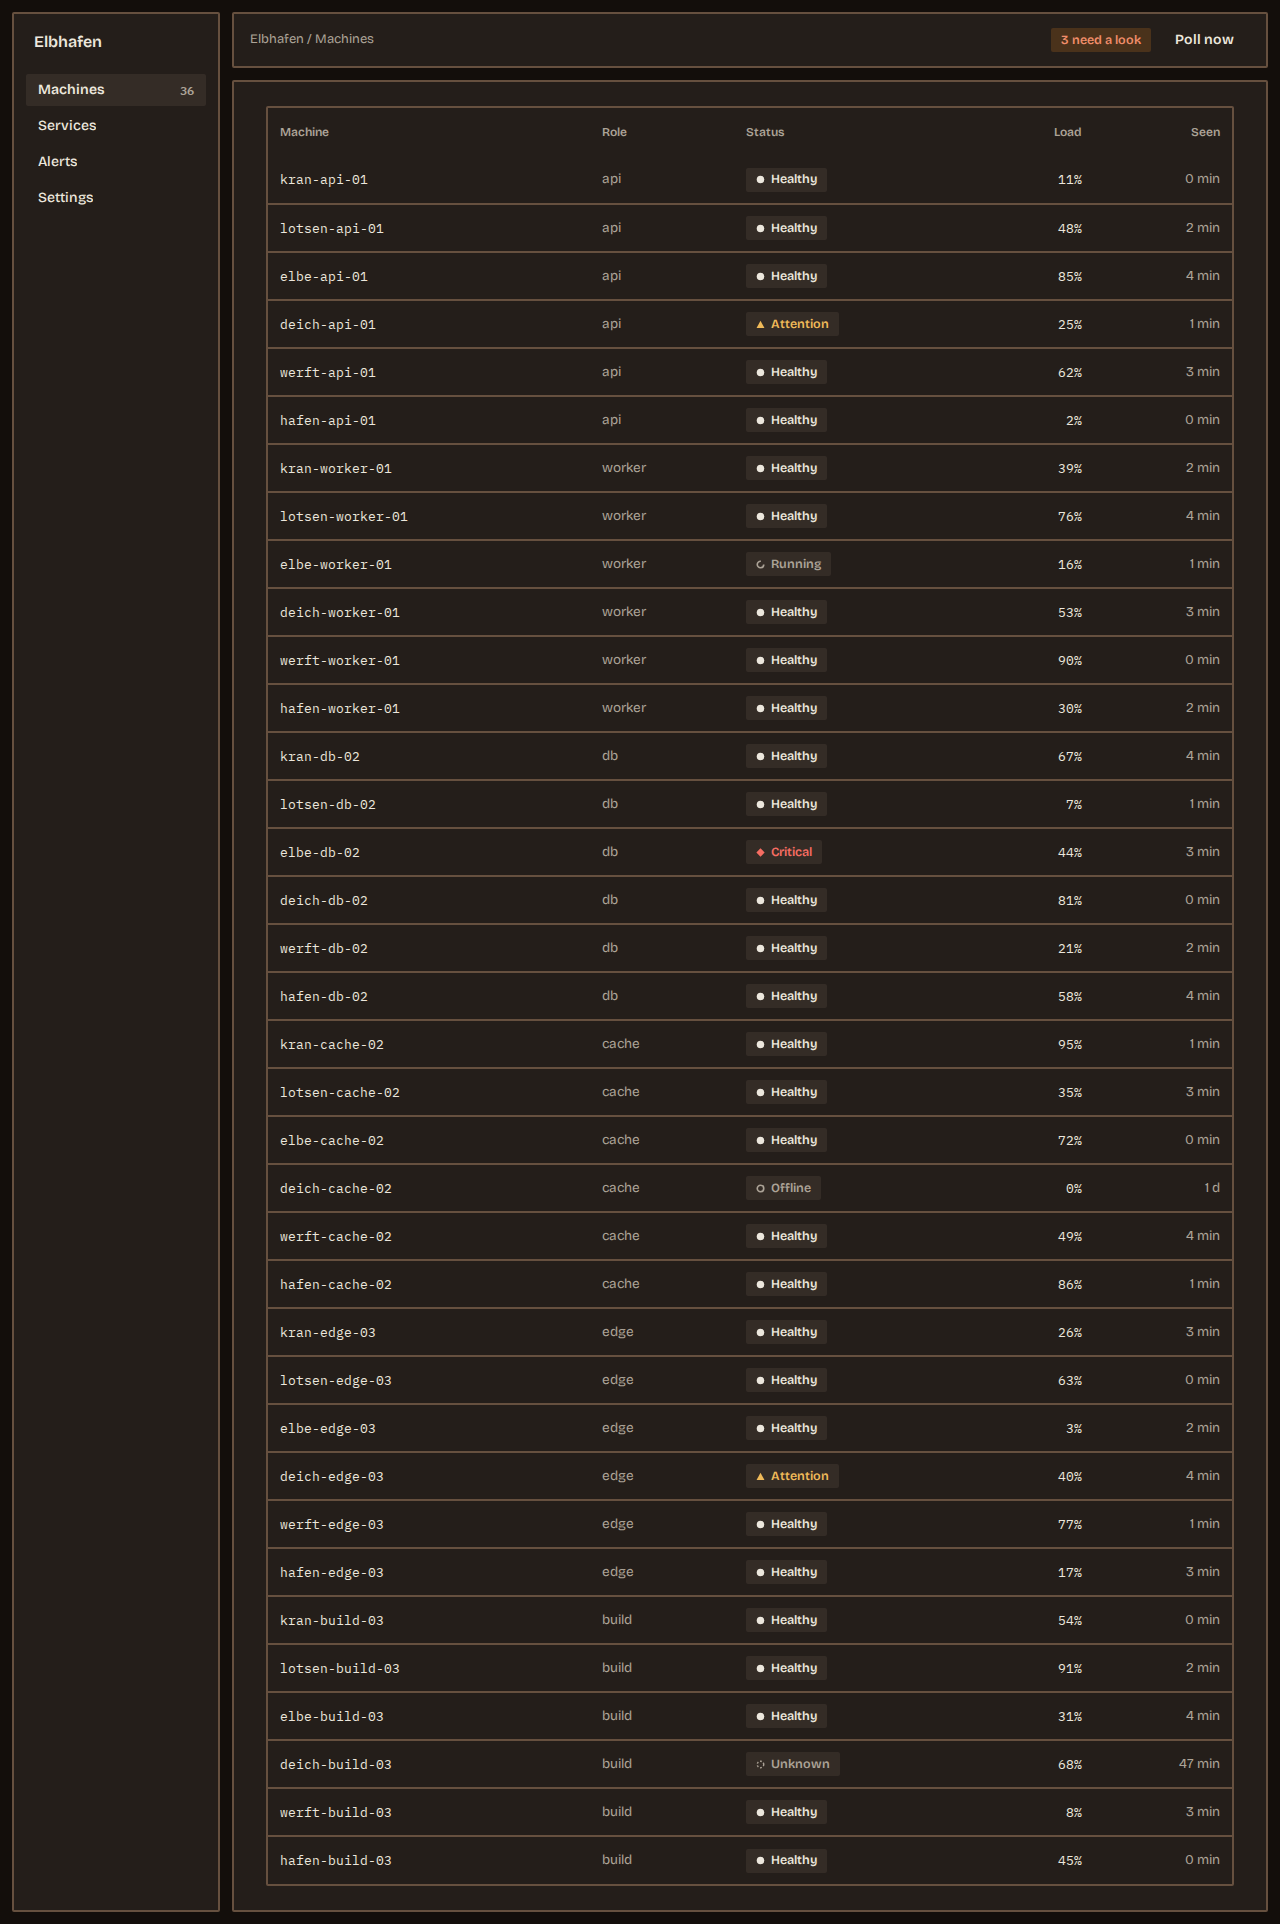 Elbhafen
Machines 36
Services
Alerts
Settings
Elbhafen / Machines
3 need a look
Poll now
Machine Role Status Load Seen
kran-api-01 api Healthy 11% 0 min
lotsen-api-01 api Healthy 48% 2 min
elbe-api-01 api Healthy 85% 4 min
deich-api-01 api Attention 25% 1 min
werft-api-01 api Healthy 62% 3 min
hafen-api-01 api Healthy 2% 0 min
kran-worker-01 worker Healthy 39% 2 min
lotsen-worker-01 worker Healthy 76% 4 min
elbe-worker-01 worker Running 16% 1 min
deich-worker-01 worker Healthy 53% 3 min
werft-worker-01 worker Healthy 90% 0 min
hafen-worker-01 worker Healthy 30% 2 min
kran-db-02 db Healthy 67% 4 min
lotsen-db-02 db Healthy 7% 1 min
elbe-db-02 db Critical 44% 3 min
deich-db-02 db Healthy 81% 0 min
werft-db-02 db Healthy 21% 2 min
hafen-db-02 db Healthy 58% 4 min
kran-cache-02 cache Healthy 95% 1 min
lotsen-cache-02 cache Healthy 35% 3 min
elbe-cache-02 cache Healthy 72% 0 min
deich-cache-02 cache Offline 0% 1 d
werft-cache-02 cache Healthy 49% 4 min
hafen-cache-02 cache Healthy 86% 1 min
kran-edge-03 edge Healthy 26% 3 min
lotsen-edge-03 edge Healthy 63% 0 min
elbe-edge-03 edge Healthy 3% 2 min
deich-edge-03 edge Attention 40% 4 min
werft-edge-03 edge Healthy 77% 1 min
hafen-edge-03 edge Healthy 17% 3 min
kran-build-03 build Healthy 54% 0 min
lotsen-build-03 build Healthy 91% 2 min
elbe-build-03 build Healthy 31% 4 min
deich-build-03 build Unknown 68% 47 min
werft-build-03 build Healthy 8% 3 min
hafen-build-03 build Healthy 45% 0 min